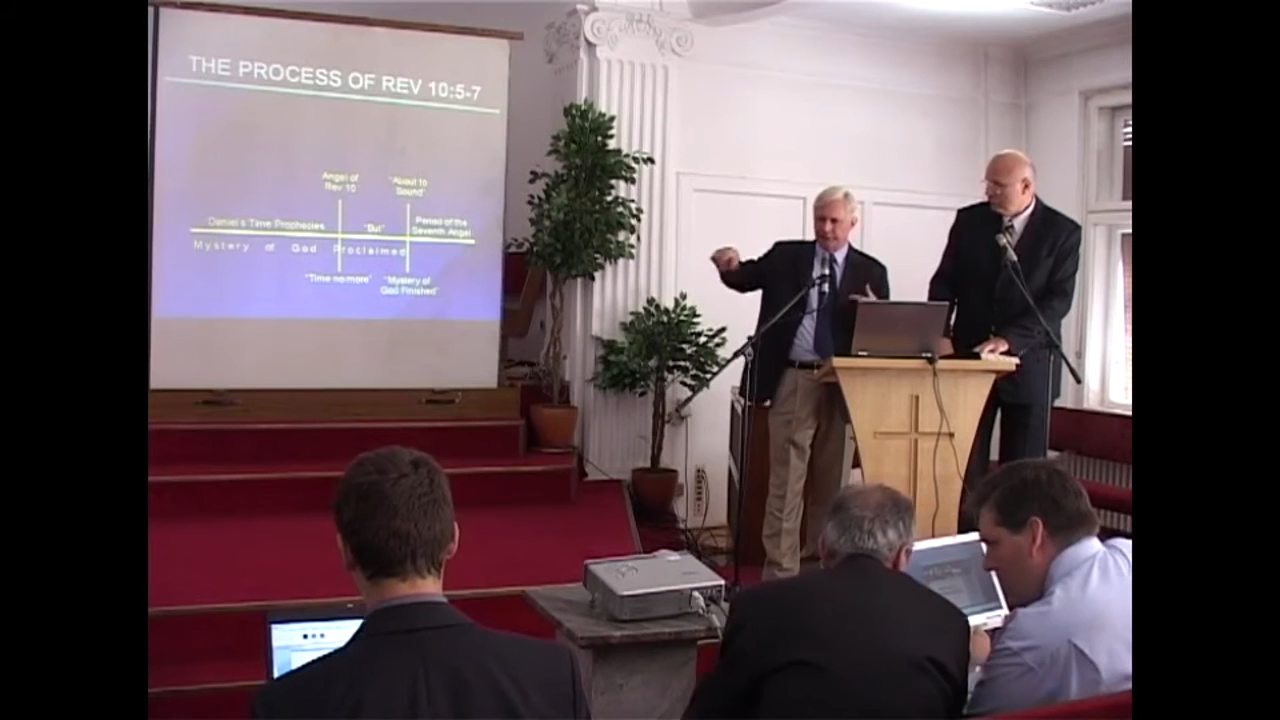 THE PROCESS OF REV 10:5-7
Angel of
Rev 10
"About to
Sound"
Daniel's Time Prophecies
"But"
Period of the
Seventh Angel
Mystery of God Proclaimed
"Time no more"
"Mystery of
God Finished"